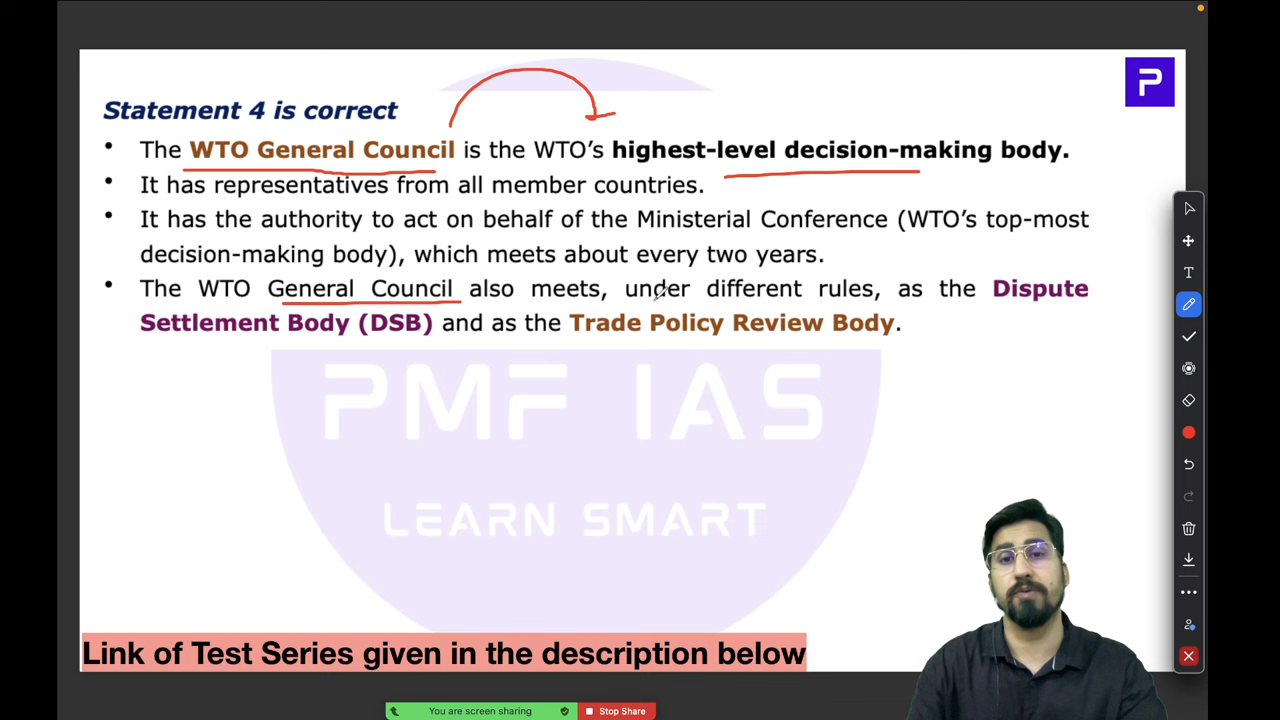 P
Statement 4 is correct
• The WTO General Council is the WTO’s highest-level decision-making body.
• It has representatives from all member countries.
• It has the authority to act on behalf of the Ministerial Conference (WTO’s top-most
decision-making body), which meets about every two years.
• The WTO General Council also meets, under different rules, as the Dispute
Settlement Body (DSB) and as the Trade Policy Review Body.
PMF IAS
LEARN SMART
Link of Test Series given in the description below
You are screen sharing
Stop Share
T